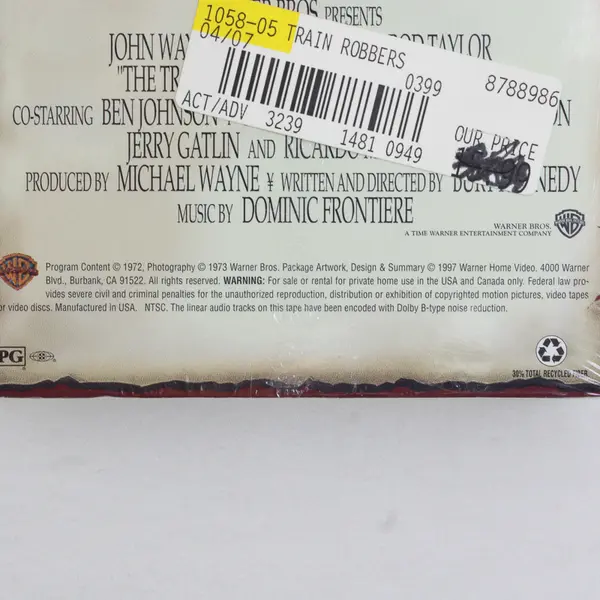 BROS. PRESENTS
JOHN WAY ROD TAYLOR
"THE TR
CO-STARRING BEN JOHNSON ON
JERRY GATLIN AND RICARDO
PRODUCED BY MICHAEL WAYNE ¥ WRITTEN AND DIRECTED BY BURT KENNEDY
MUSIC BY DOMINIC FRONTIERE
1058-05 TRAIN ROBBERS
04/07
0399 8788986
ACT/ADV 3239 1481 0949
OUR PRICE
WARNER BROS.
A TIME WARNER ENTERTAINMENT COMPANY
Program Content © 1972, Photography © 1973 Warner Bros. Package Artwork, Design & Summary © 1997 Warner Home Video. 4000 Warner
Blvd., Burbank, CA 91522. All rights reserved. WARNING: For sale or rental for private home use in the USA and Canada only. Federal law pro-
vides severe civil and criminal penalties for the unauthorized reproduction, distribution or exhibition of copyrighted motion pictures, video tapes
or video discs. Manufactured in USA. NTSC. The linear audio tracks on this tape have been encoded with Dolby B-type noise reduction.
PG
30% TOTAL RECYCLED FIBER